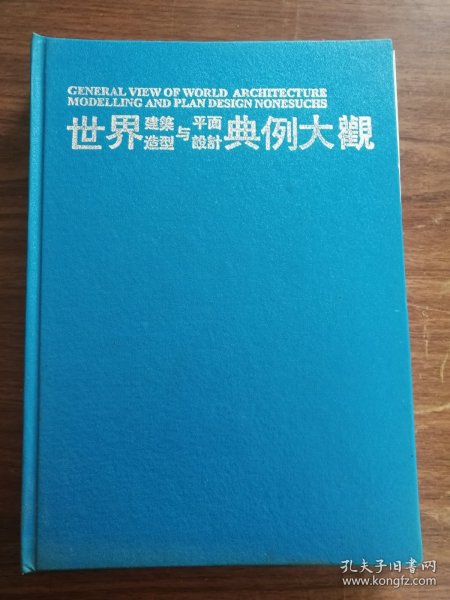 GENERAL VIEW OF WORLD ARCHITECTURE
MODELLING AND PLAN DESIGN NONESUCHS
世界建築造型与平面設計典例大觀
孔夫子旧书网
www.kongfz.com